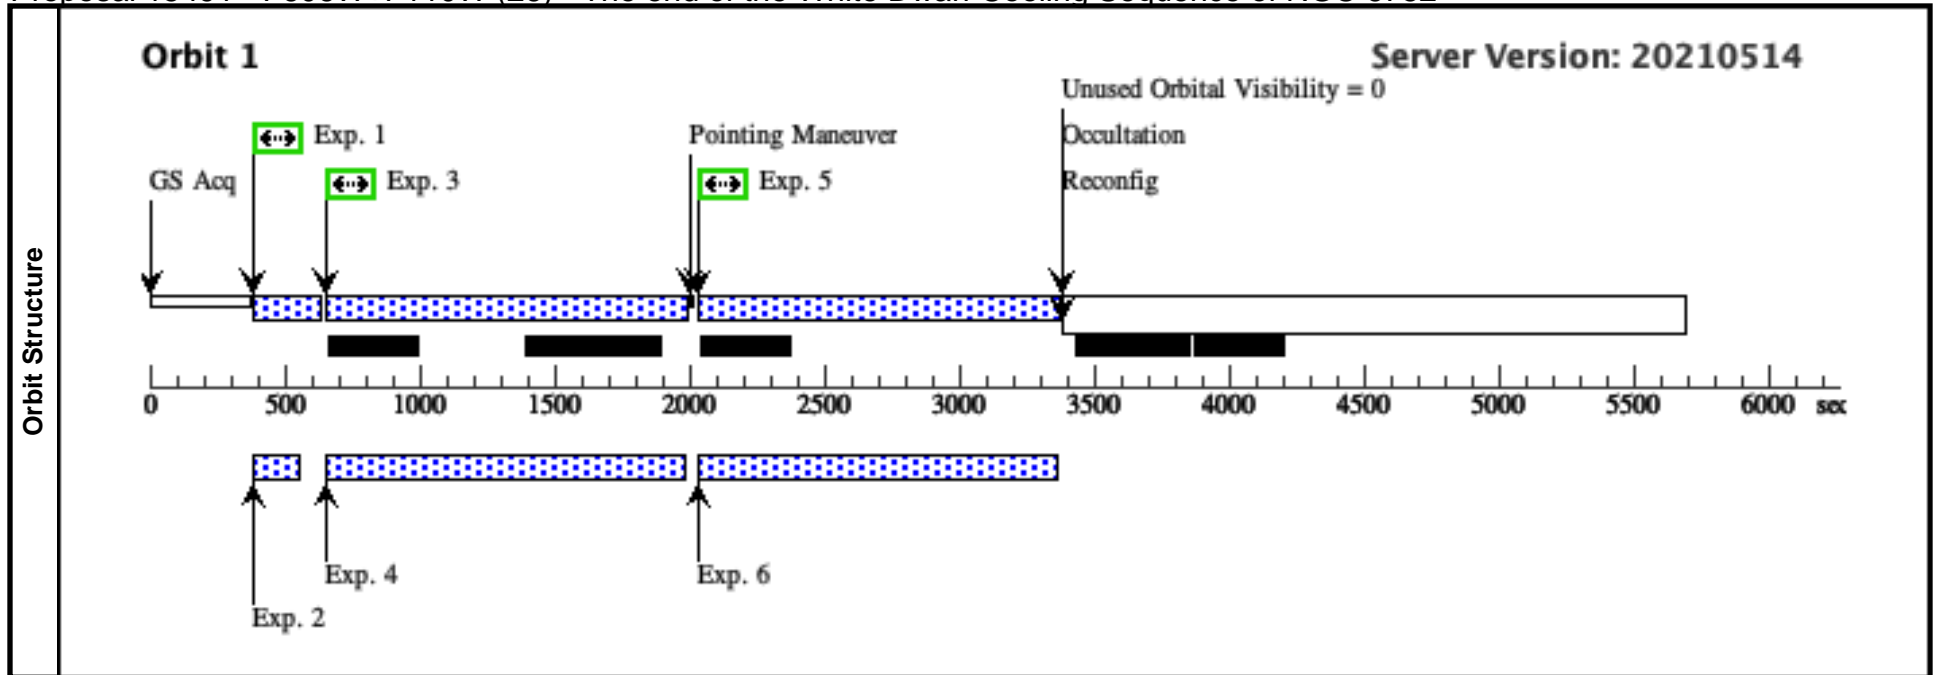 Orbit 1
Server Version: 20210514
Unused Orbital Visibility = 0
Exp. 1
Pointing Maneuver
Occultation
GS Acq
Exp. 3
Exp. 5
Reconfig
Orbit Structure
0 500 1000 1500 2000 2500 3000 3500 4000 4500 5000 5500 6000 sec
Exp. 4
Exp. 6
Exp. 2